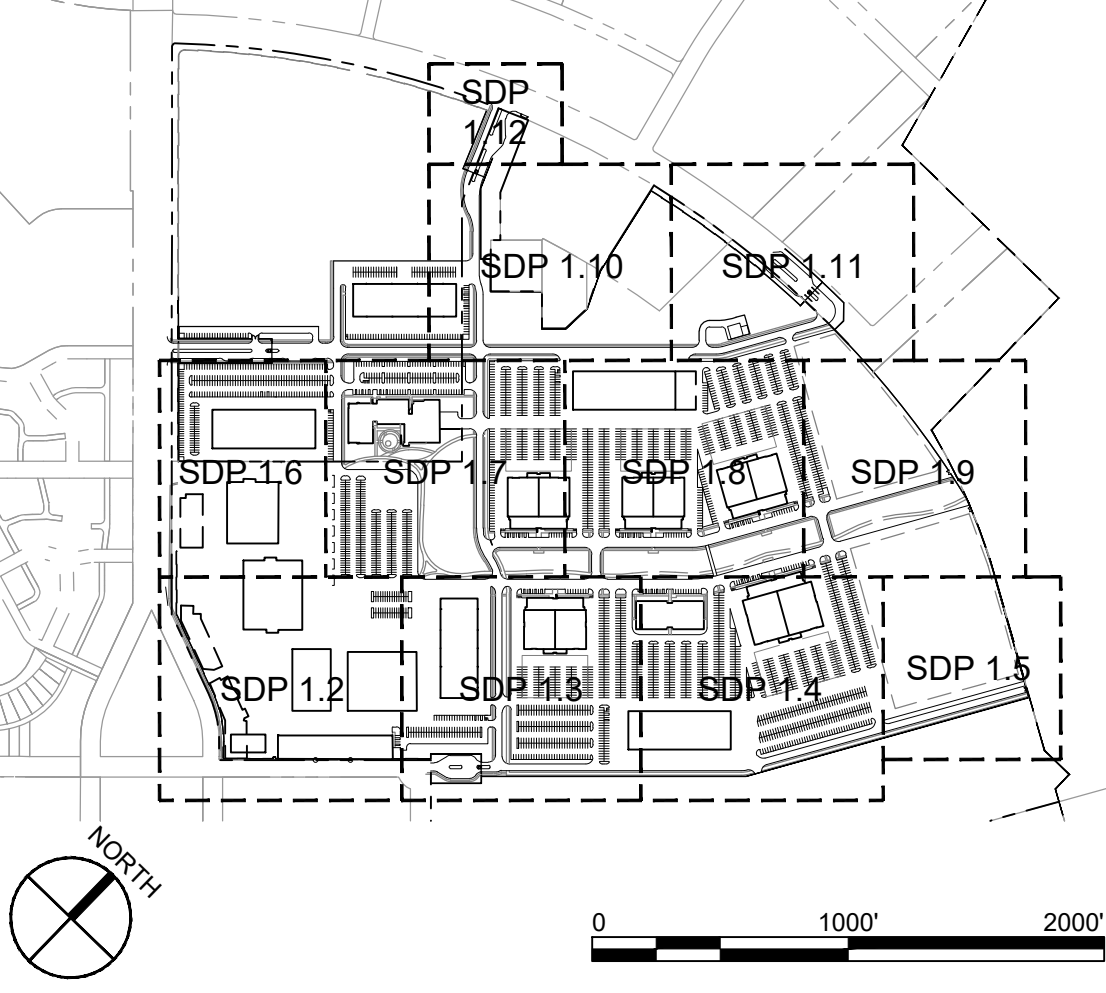 SDP
1.12
SDP 1.10
SDP 1.11
SDP 1.6
SDP 1.7
SDP 1.8
SDP 1.9
SDP 1.2
SDP 1.3
SDP 1.4
SDP 1.5
NORTH
0
1000'
2000'